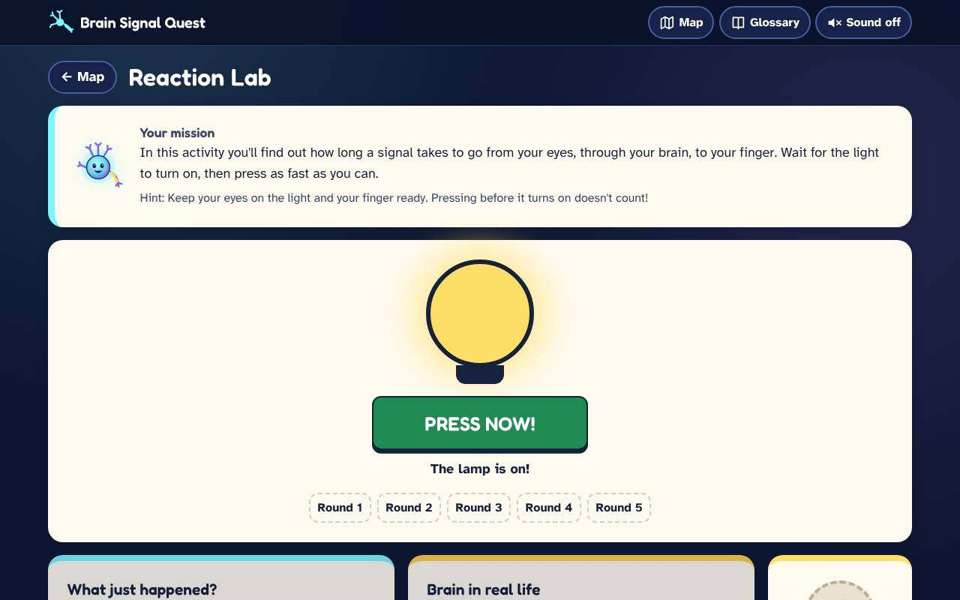 Brain Signal Quest
Map
Glossary
Sound off
Map
Reaction Lab
Your mission
In this activity you'll find out how long a signal takes to go from your eyes, through your brain, to your finger. Wait for the light
to turn on, then press as fast as you can.
Hint: Keep your eyes on the light and your finger ready. Pressing before it turns on doesn't count!
PRESS NOW!
The lamp is on!
Round 1
Round 2
Round 3
Round 4
Round 5
What just happened?
Brain in real life